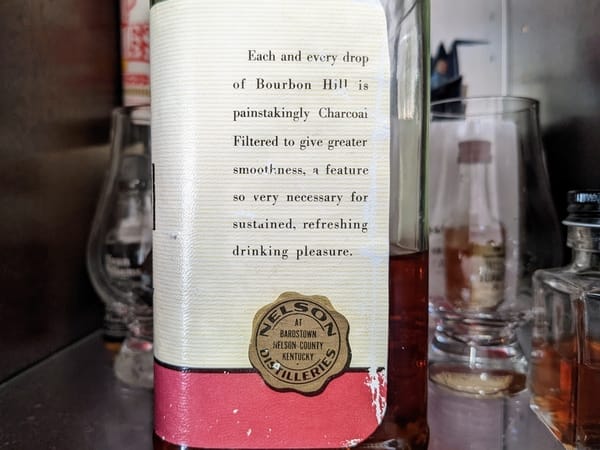 Each and every drop
of Bourbon Hill is
painstakingly Charcoal
Filtered to give greater
smoothness, a feature
so very necessary for
sustained, refreshing
drinking pleasure.
NELSON
AT
BARDSTOWN
NELSON-COUNTY
KENTUCKY
DISTILLERIES